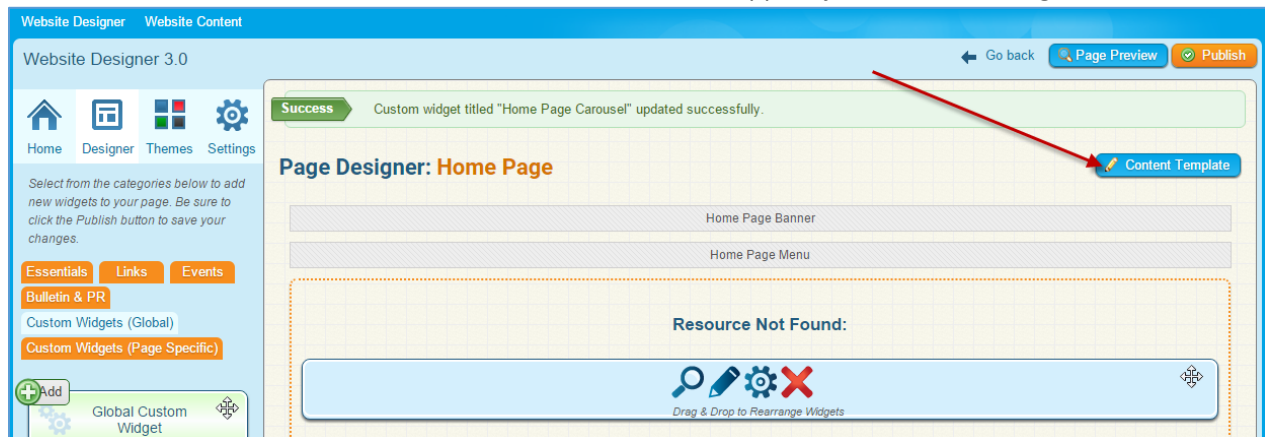 Website Designer Website Content
Website Designer 3.0
Go back
Page Preview
Publish
Success
Custom widget titled "Home Page Carousel" updated successfully.
Home
Designer
Themes
Settings
Page Designer: Home Page
Content Template
Select from the categories below to add
new widgets to your page. Be sure to
click the Publish button to save your
changes.
Home Page Banner
Home Page Menu
Essentials
Links
Events
Bulletin & PR
Custom Widgets (Global)
Custom Widgets (Page Specific)
Resource Not Found:
Drag & Drop to Rearrange Widgets
Add
Global Custom
Widget